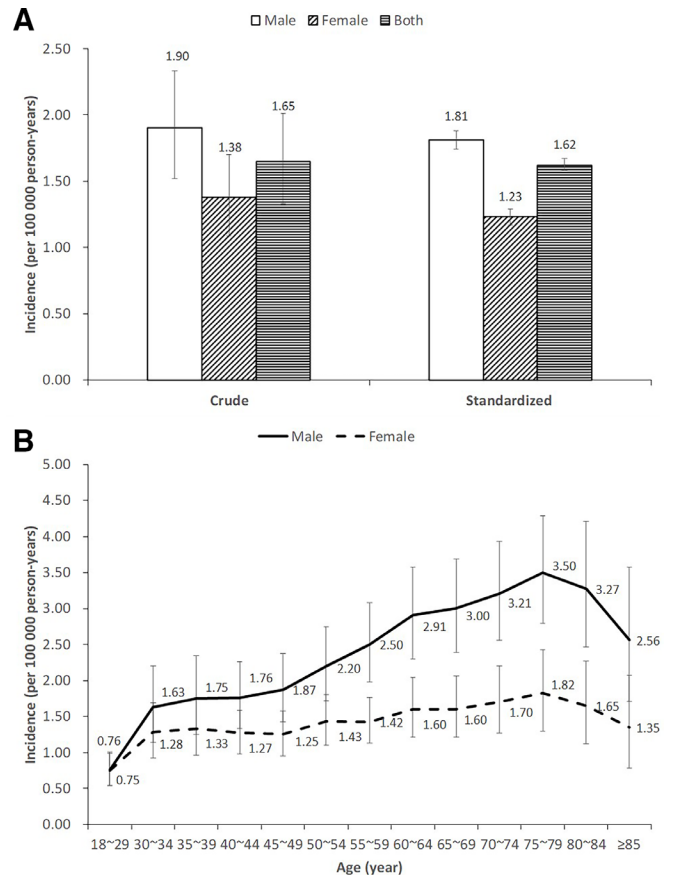 A
Male Female Both
Incidence (per 100 000 person-years)
2.50
2.00
1.50
1.00
0.50
0.00
1.90
1.38
1.65
1.81
1.23
1.62
Crude Standardized
B
Male Female
Incidence (per 100 000 person-years)
5.00
4.50
4.00
3.50
3.00
2.50
2.00
1.50
1.00
0.50
0.00
0.76 1.63 1.75 1.76 1.87 2.20 2.50 2.91 3.00 3.21 3.50 3.27 2.56
0.75 1.28 1.33 1.27 1.25 1.43 1.42 1.60 1.60 1.70 1.82 1.65 1.35
18~29 30~34 35~39 40~44 45~49 50~54 55~59 60~64 65~69 70~74 75~79 80~84 ≥85
Age (year)